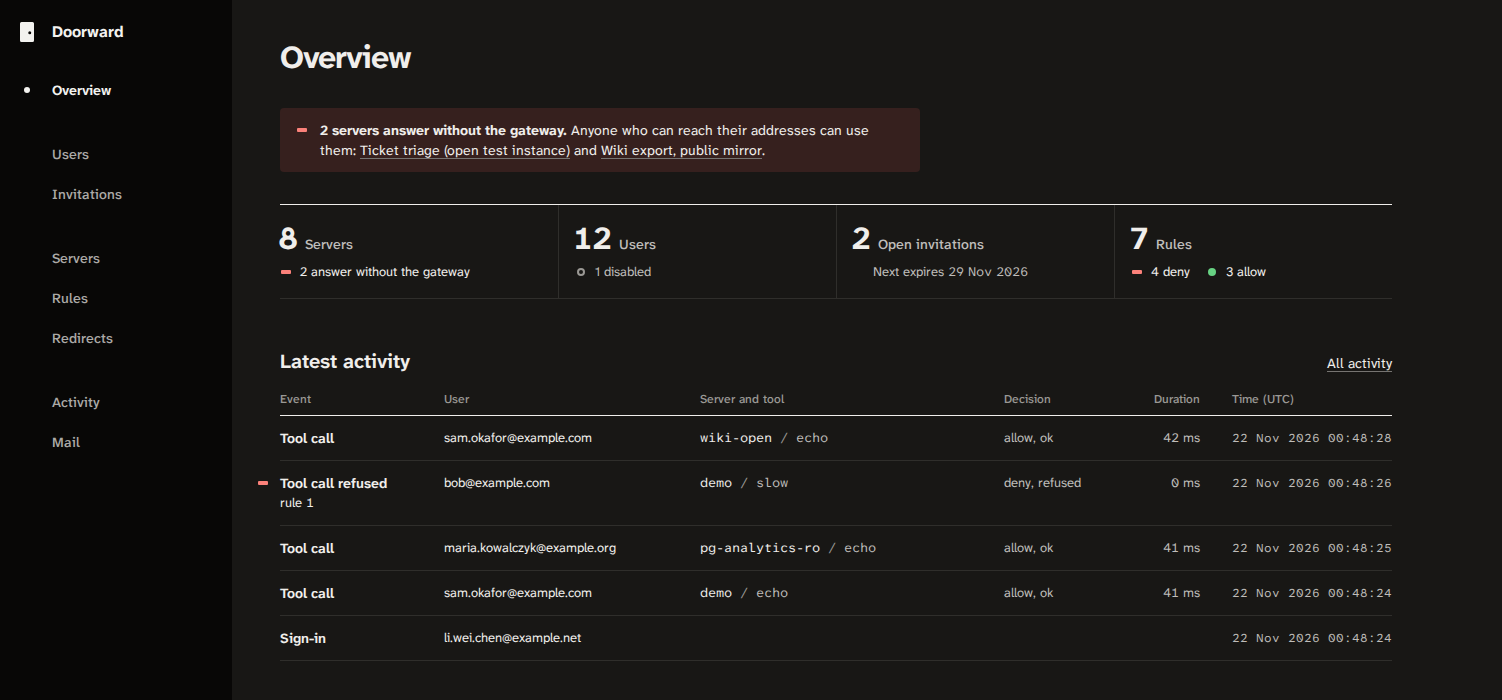 Doorward
Overview
Users
Invitations
Servers
Rules
Redirects
Activity
Mail
Overview
2 servers answer without the gateway. Anyone who can reach their addresses can use
them: Ticket triage (open test instance) and Wiki export, public mirror.
8 Servers
2 answer without the gateway
12 Users
1 disabled
2 Open invitations
Next expires 29 Nov 2026
7 Rules
4 deny 3 allow
Latest activity
All activity
Event User Server and tool Decision Duration Time (UTC)
Tool call sam.okafor@example.com wiki-open / echo allow, ok 42 ms 22 Nov 2026 00:48:28
Tool call refused bob@example.com demo / slow deny, refused 0 ms 22 Nov 2026 00:48:26
rule 1
Tool call maria.kowalczyk@example.org pg-analytics-ro / echo allow, ok 41 ms 22 Nov 2026 00:48:25
Tool call sam.okafor@example.com demo / echo allow, ok 41 ms 22 Nov 2026 00:48:24
Sign-in li.wei.chen@example.net 22 Nov 2026 00:48:24